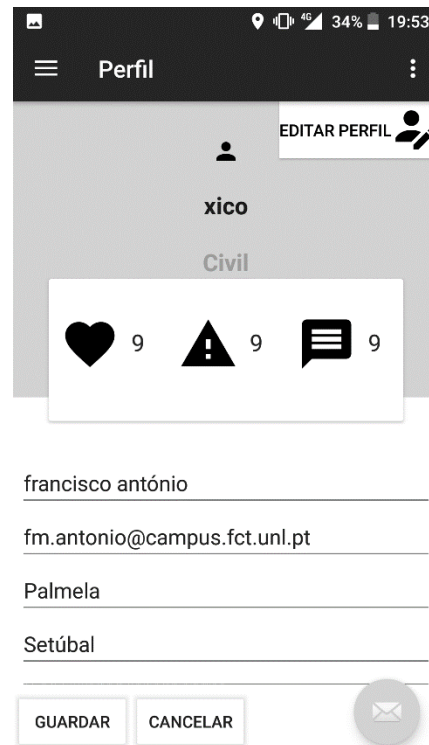 4G 34% 19:53
Perfil
EDITAR PERFIL
xico
Civil
9 9 9
francisco antónio
fm.antonio@campus.fct.unl.pt
Palmela
Setúbal
GUARDAR CANCELAR